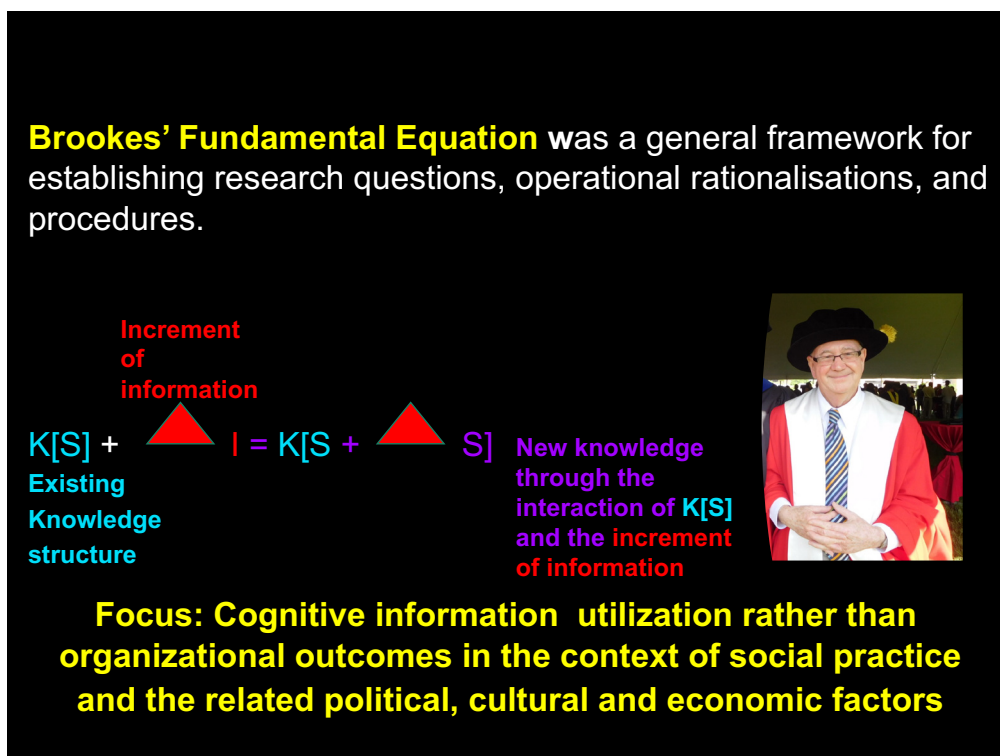 Brookes’ Fundamental Equation was a general framework for
establishing research questions, operational rationalisations, and
procedures.
Increment
of
information
K[S] + I = K[S + S]
Existing
Knowledge
structure
New knowledge
through the
interaction of K[S]
and the increment
of information
Focus: Cognitive information utilization rather than
organizational outcomes in the context of social practice
and the related political, cultural and economic factors